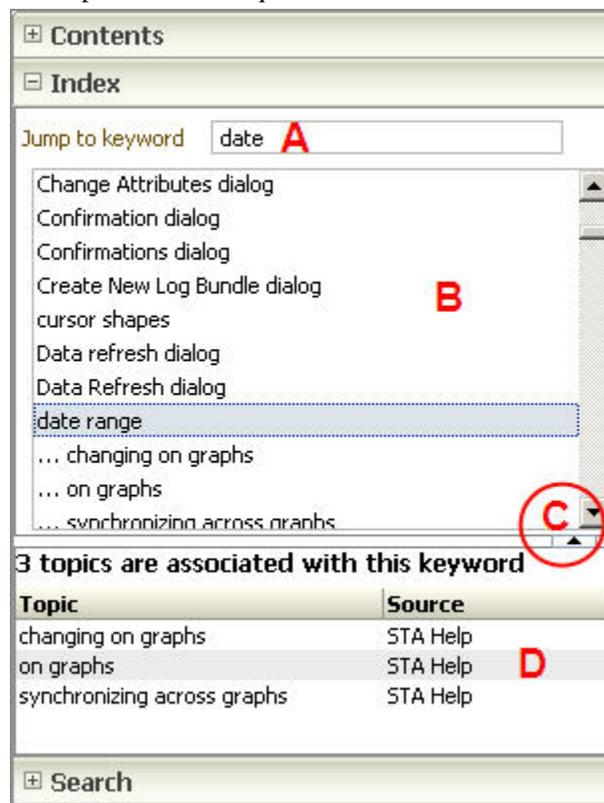 Contents
Index
Jump to keyword date A
Change Attributes dialog
Confirmation dialog
Confirmations dialog
Create New Log Bundle dialog
B
cursor shapes
Data refresh dialog
Data Refresh dialog
date range
... changing on graphs
... on graphs
... synchronizing across graphs
C
3 topics are associated with this keyword
Topic Source
changing on graphs STA Help
on graphs STA Help D
synchronizing across graphs STA Help
Search